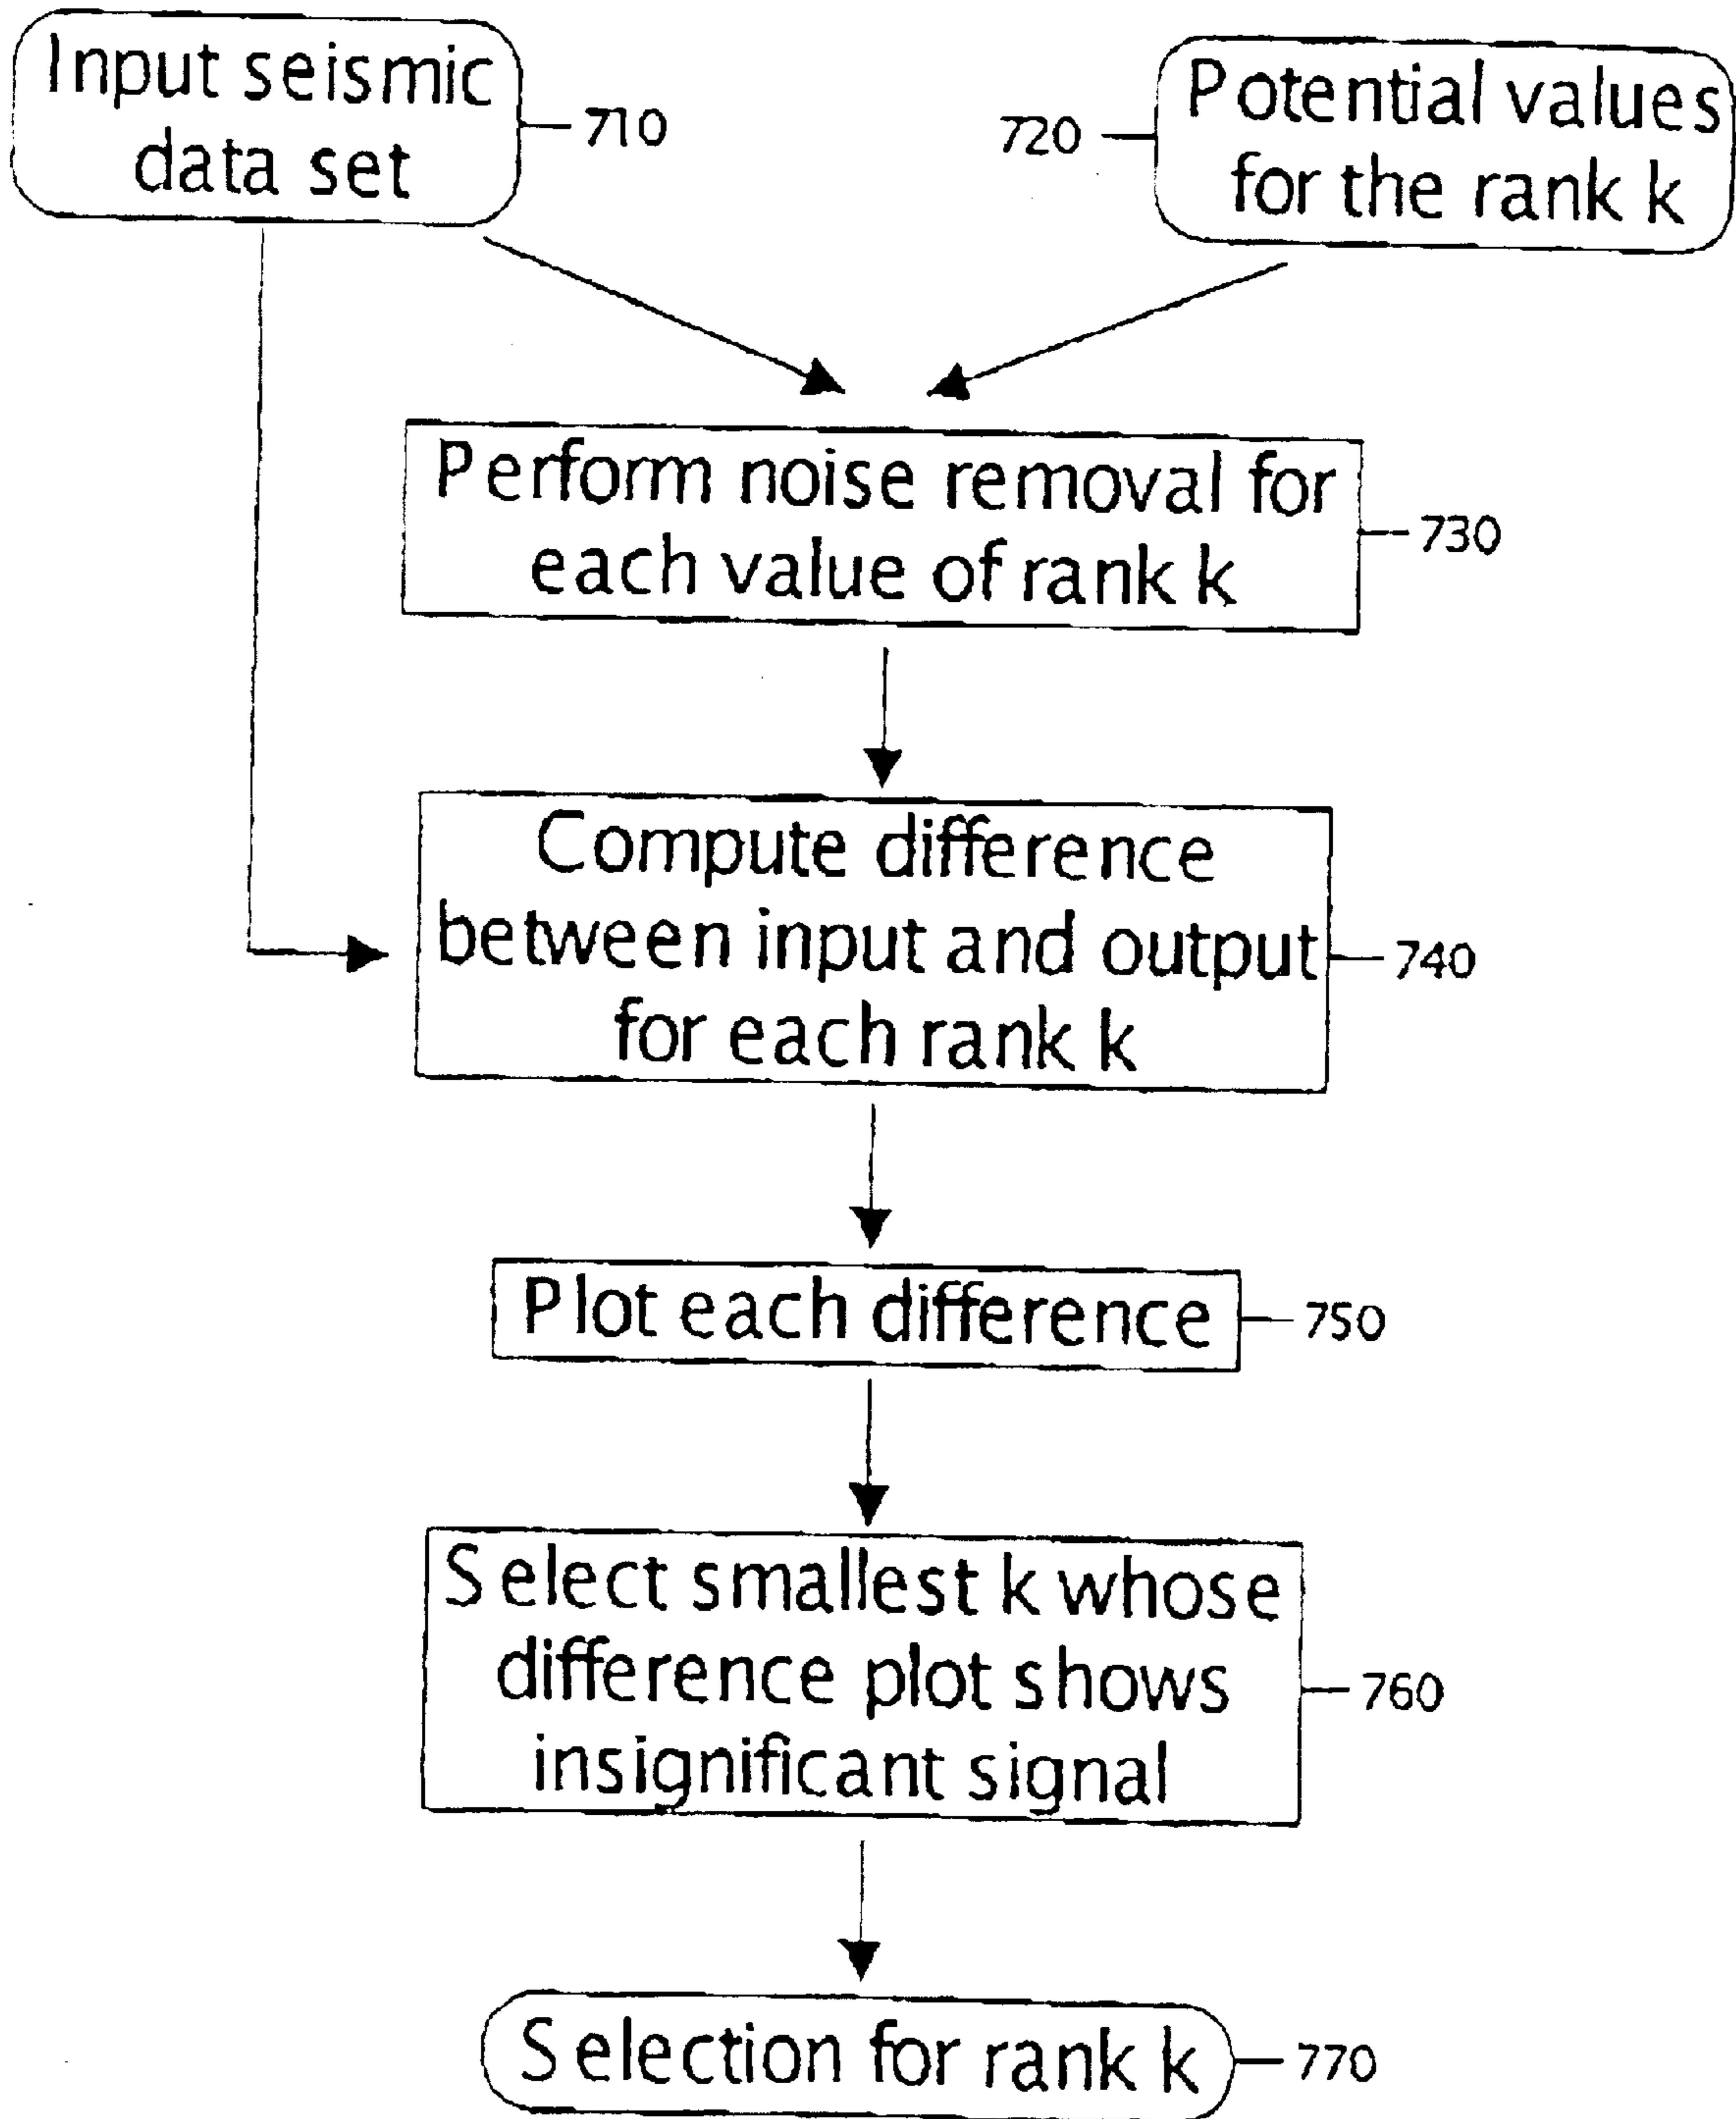 Input seismic
data set
710
720
Potential values
for the rank k
Perform noise removal for
each value of rank k
730
Compute difference
between input and output
for each rank k
740
Plot each difference
750
Select smallest k whose
difference plot shows
insignificant signal
760
Selection for rank k
770